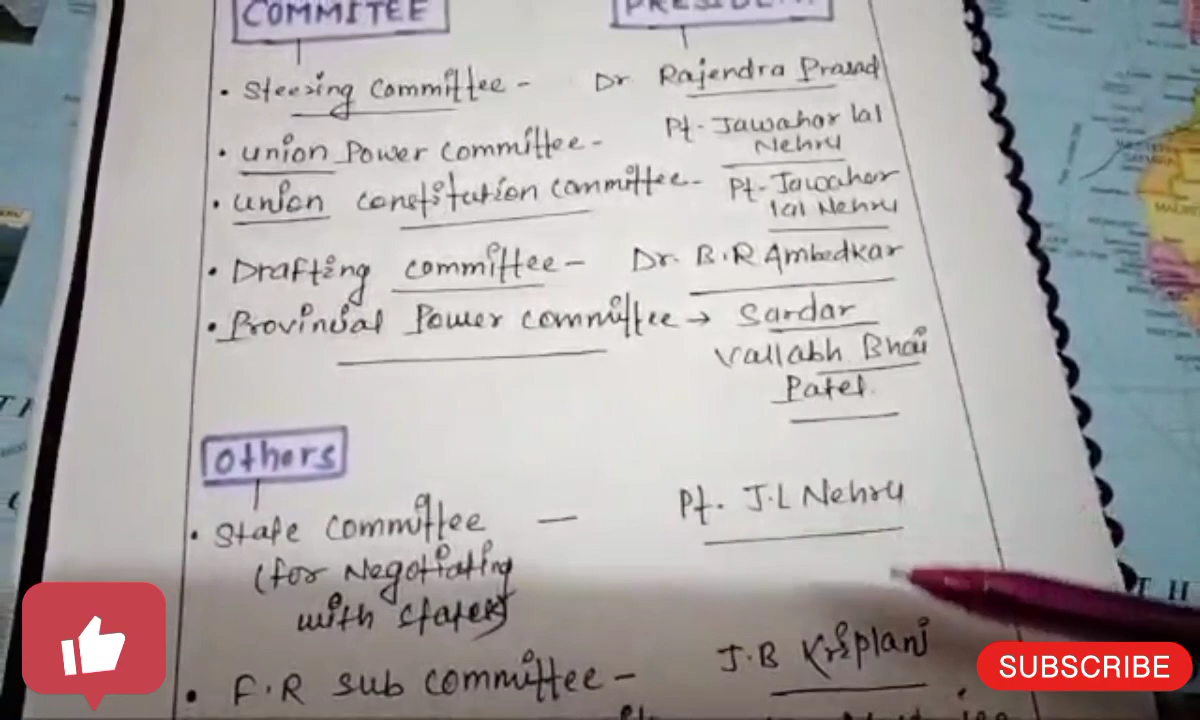 COMMITEE PRESIDENT
• Steering Committee - Dr Rajendra Prasad
• Union Power Committee - Pt. Jawahar lal
Nehru
• Union Constitution Committee - Pt. Jawahar
lal Nehru
• Drafting Committee - Dr. B.R Ambedkar
• Provincial Power Committee → Sardar
Vallabh Bhai
Patel.
Others
• State Committee — Pt. J.L Nehru
(for Negotiating
with states)
• F.R Sub Committee - J.B Kriplani
SUBSCRIBE
TH